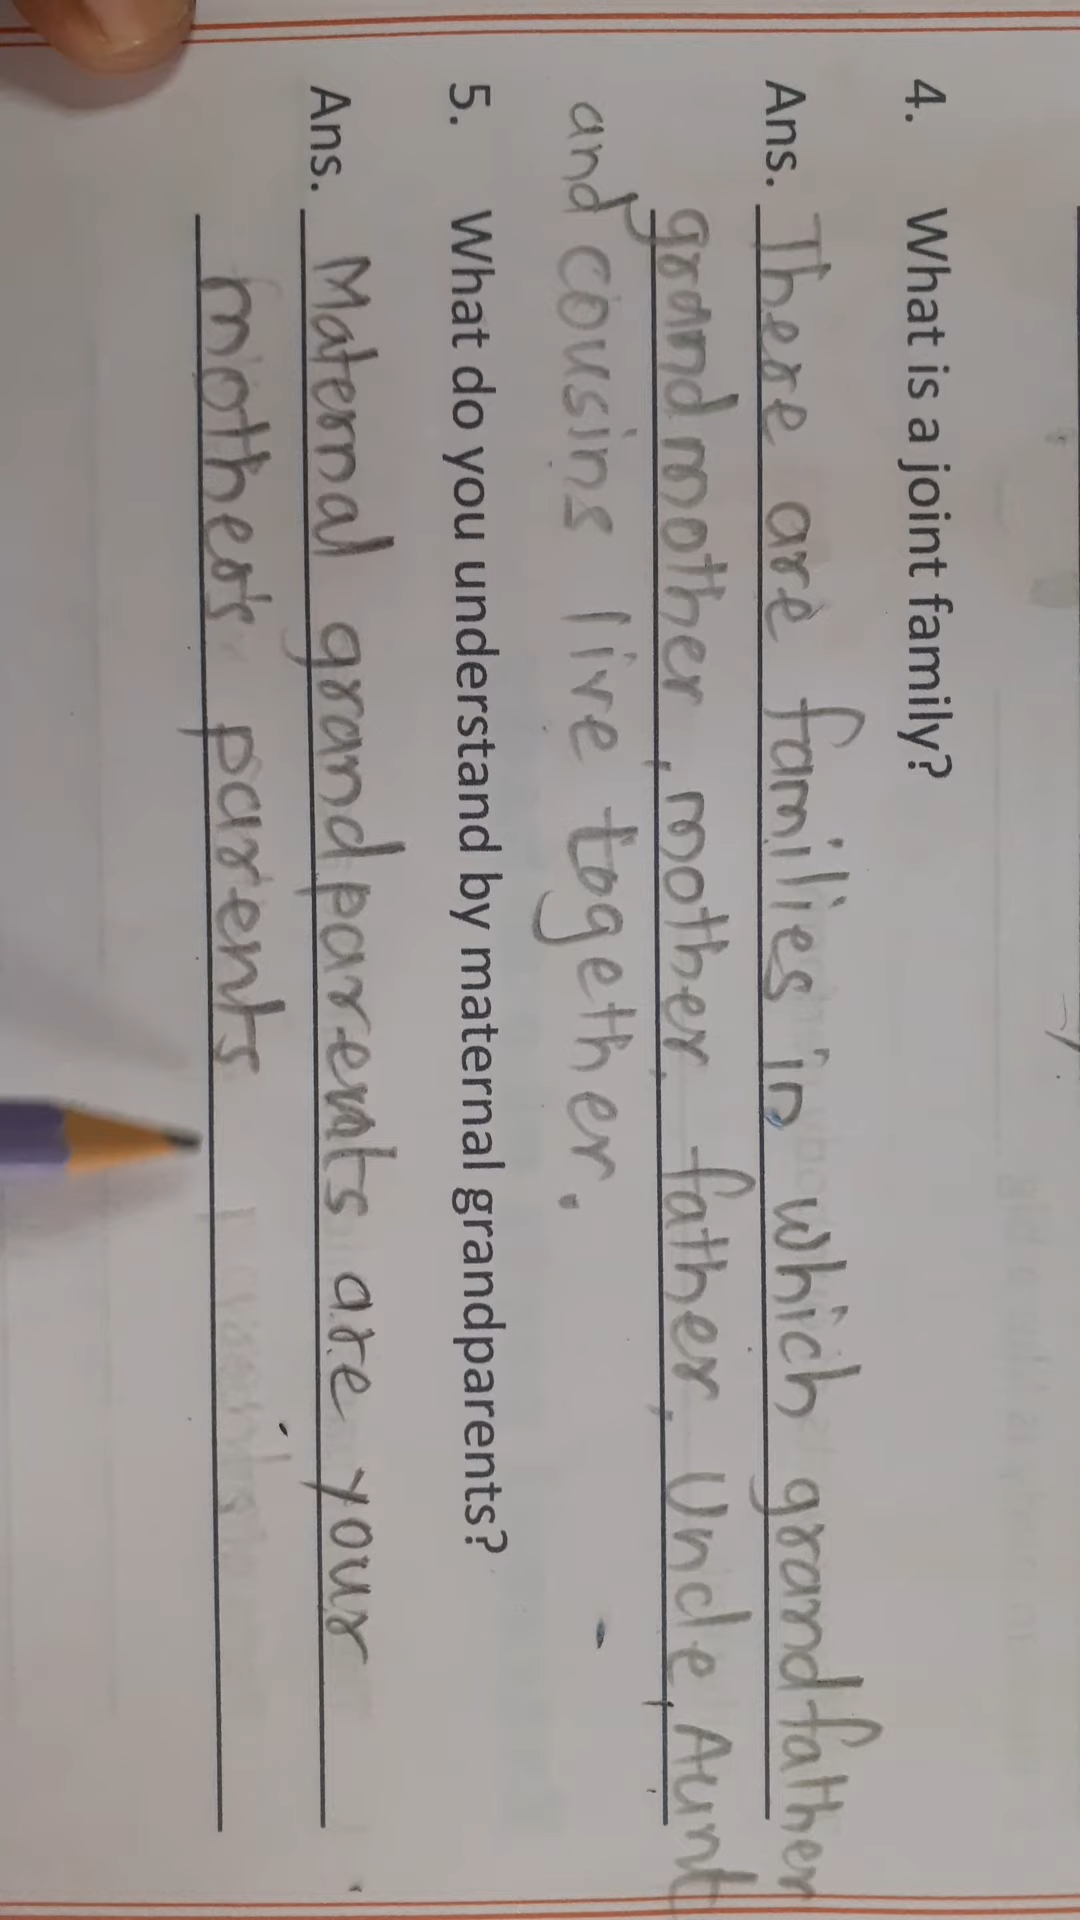 4. What is a joint family?
Ans. There are families in which grandfather
grandmother, mother, father, Uncle, Aunt
and cousins live together.
5. What do you understand by maternal grandparents?
Ans. Maternal grandparents are your
mother's parents